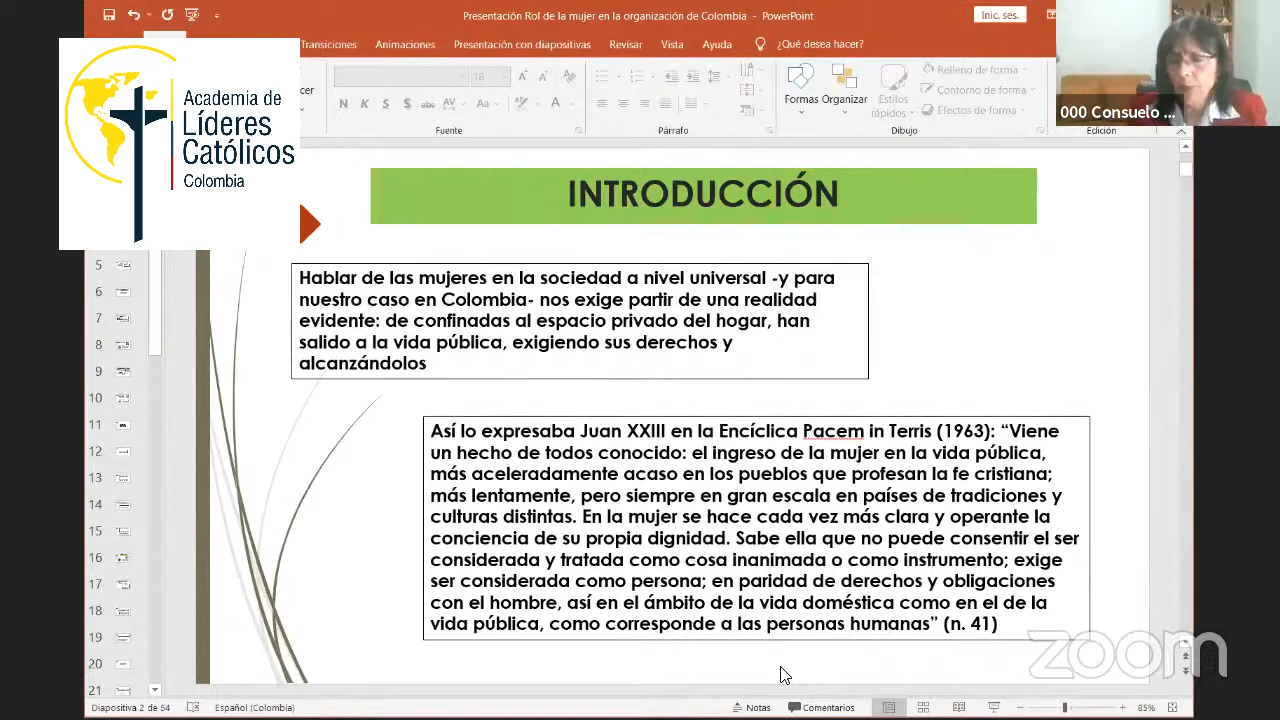 Presentación Rol de la mujer en la organización de Colombia - PowerPoint
Inic. ses.
Transiciones
Animaciones
Presentación con diapositivas
Revisar
Vista
Ayuda
¿Qué desea hacer?
18
N K S S abc AV Aa A
Fuente
Párrafo
Formas Organizar Estilos rápidos
Relleno de forma
Contorno de forma
Efectos de forma
Dibujo
Edición
000 Consuelo ...
Academia de
Líderes
Católicos
Colombia
INTRODUCCIÓN
Hablar de las mujeres en la sociedad a nivel universal -y para
nuestro caso en Colombia- nos exige partir de una realidad
evidente: de confinadas al espacio privado del hogar, han
salido a la vida pública, exigiendo sus derechos y
alcanzándolos
Así lo expresaba Juan XXIII en la Encíclica Pacem in Terris (1963): “Viene
un hecho de todos conocido: el ingreso de la mujer en la vida pública,
más aceleradamente acaso en los pueblos que profesan la fe cristiana;
más lentamente, pero siempre en gran escala en países de tradiciones y
culturas distintas. En la mujer se hace cada vez más clara y operante la
conciencia de su propia dignidad. Sabe ella que no puede consentir el ser
considerada y tratada como cosa inanimada o como instrumento; exige
ser considerada como persona; en paridad de derechos y obligaciones
con el hombre, así en el ámbito de la vida doméstica como en el de la
vida pública, como corresponde a las personas humanas” (n. 41)
5
6
7
8
9
10
11
12
13
14
15
16
17
18
19
20
21
zoom
Diapositiva 2 de 54
Español (Colombia)
Notas
Comentarios
85%